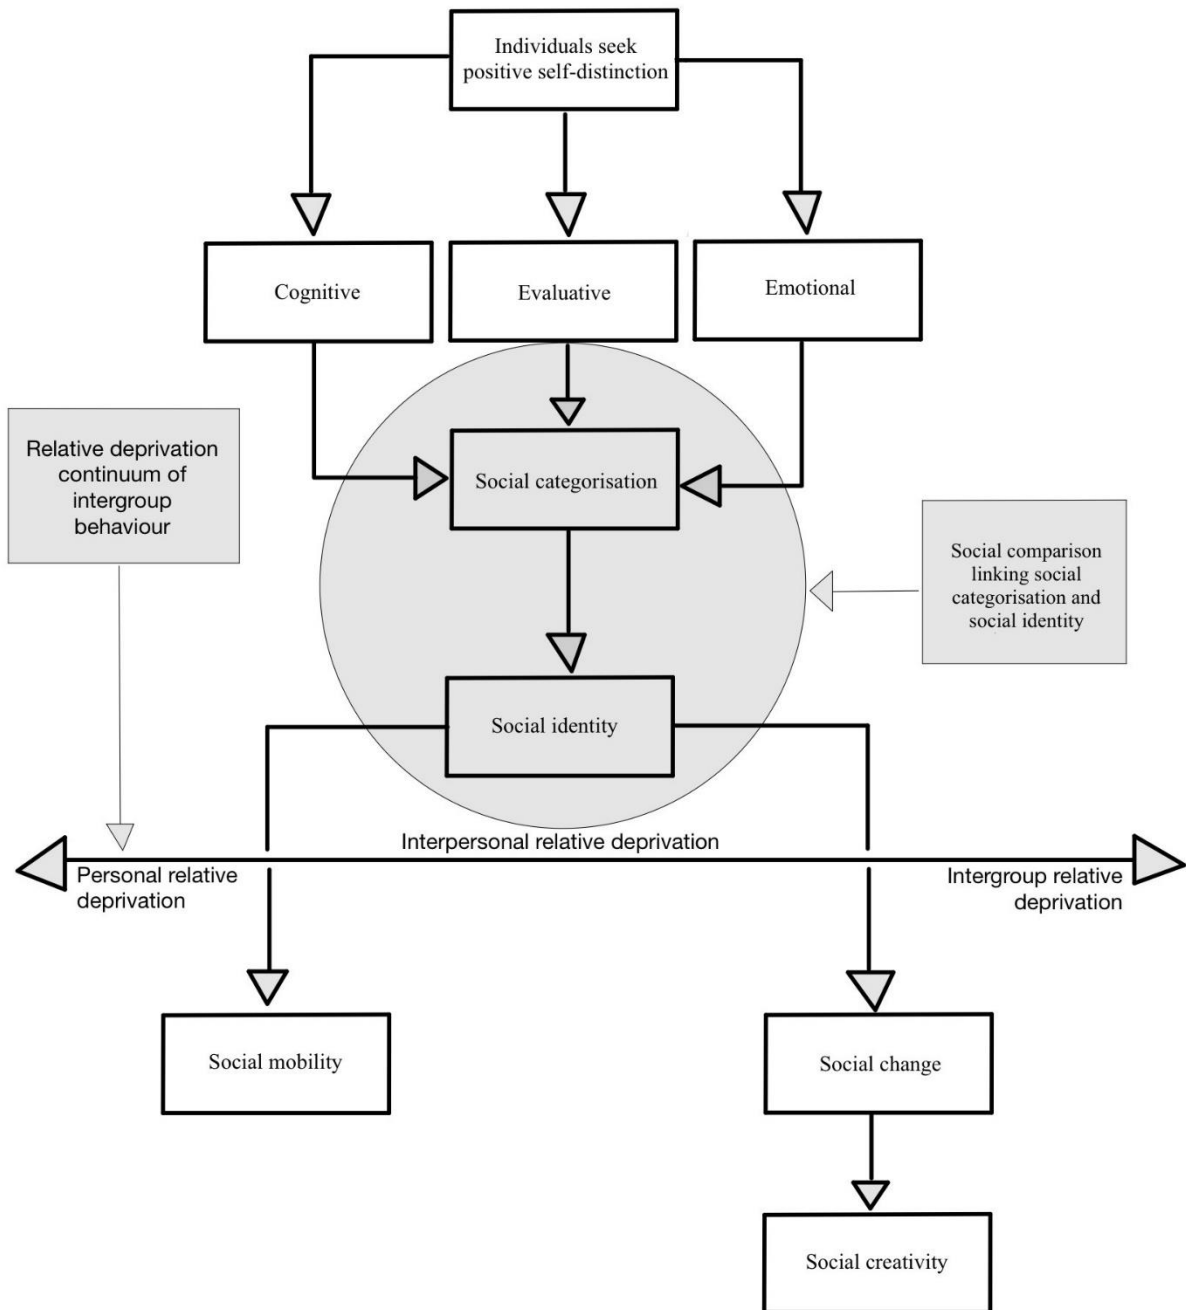 Individuals seek
positive self-distinction
Cognitive
Evaluative
Emotional
Relative deprivation
continuum of
intergroup
behaviour
Social categorisation
Social comparison
linking social
categorisation and
social identity
Social identity
Interpersonal relative deprivation
Personal relative
deprivation
Intergroup relative
deprivation
Social mobility
Social change
Social creativity